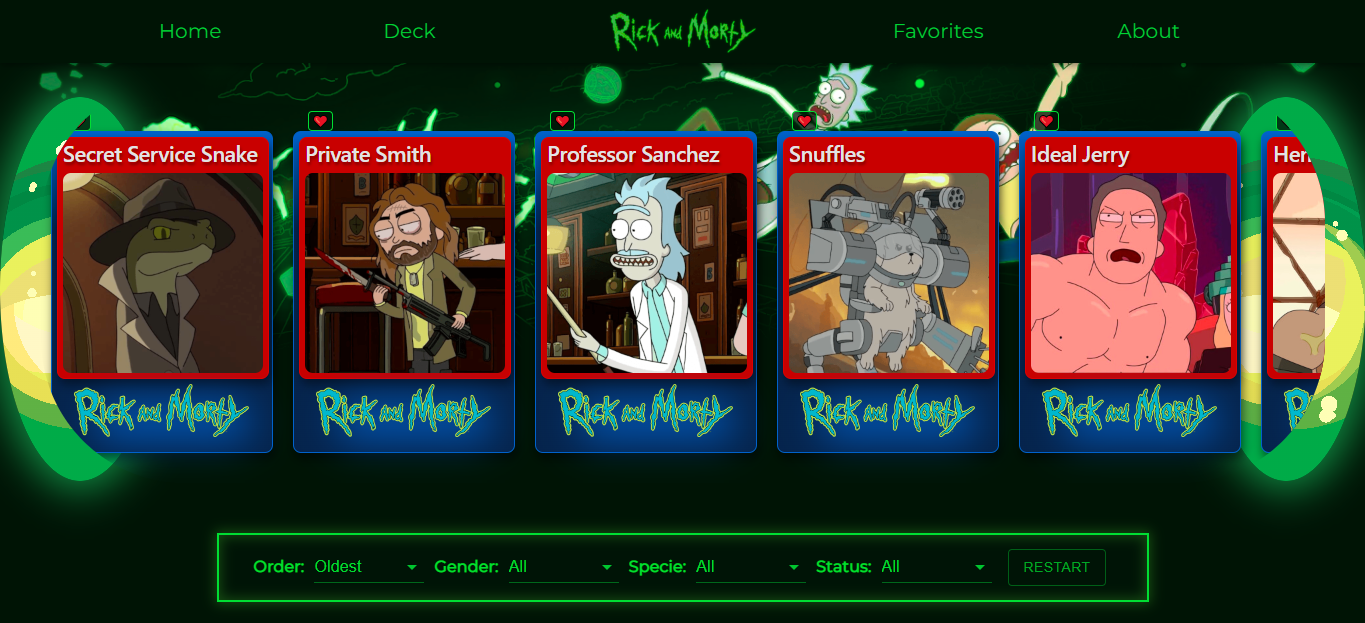 Home Deck Rick and Morty Favorites About
Secret Service Snake Private Smith Professor Sanchez Snuffles Ideal Jerry
Rick and Morty Rick and Morty Rick and Morty Rick and Morty Rick and Morty
Order: Oldest Gender: All Specie: All Status: All RESTART